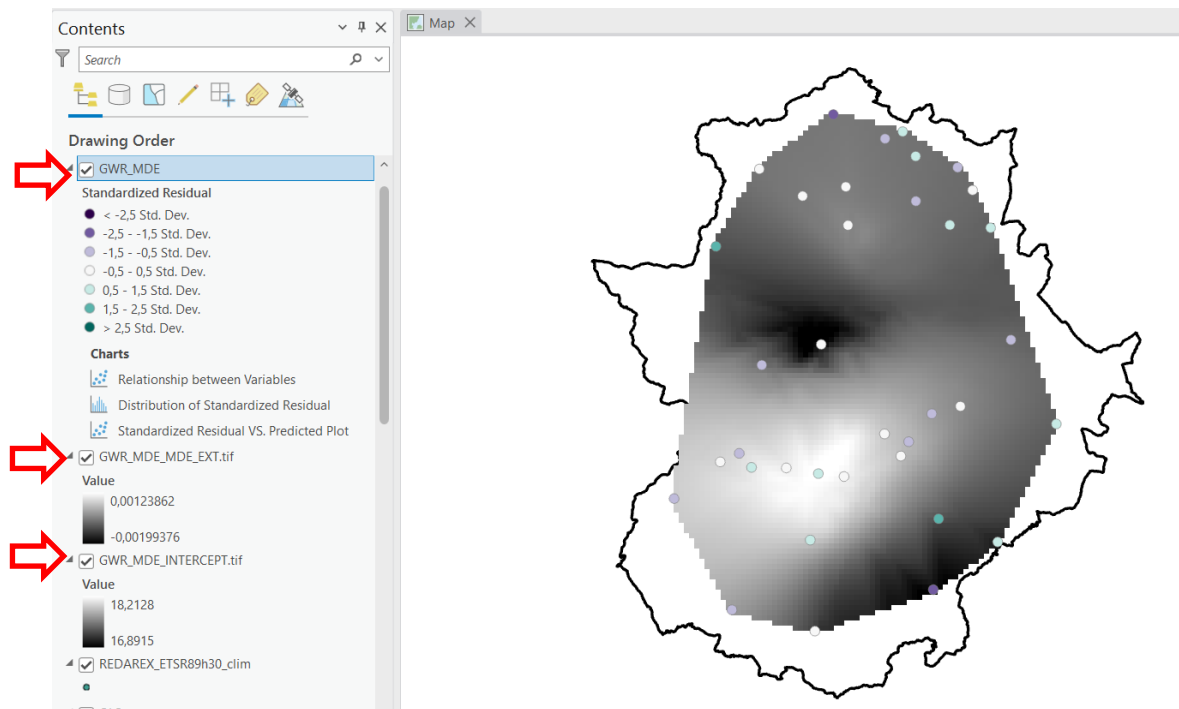 Contents
Map
Search
Drawing Order
GWR_MDE
Standardized Residual
< -2,5 Std. Dev.
-2,5 - -1,5 Std. Dev.
-1,5 - -0,5 Std. Dev.
-0,5 - 0,5 Std. Dev.
0,5 - 1,5 Std. Dev.
1,5 - 2,5 Std. Dev.
> 2,5 Std. Dev.
Charts
Relationship between Variables
Distribution of Standardized Residual
Standardized Residual VS. Predicted Plot
GWR_MDE_MDE_EXT.tif
Value
0,00123862
-0,00199376
GWR_MDE_INTERCEPT.tif
Value
18,2128
16,8915
REDAREX_ETSR89h30_clim